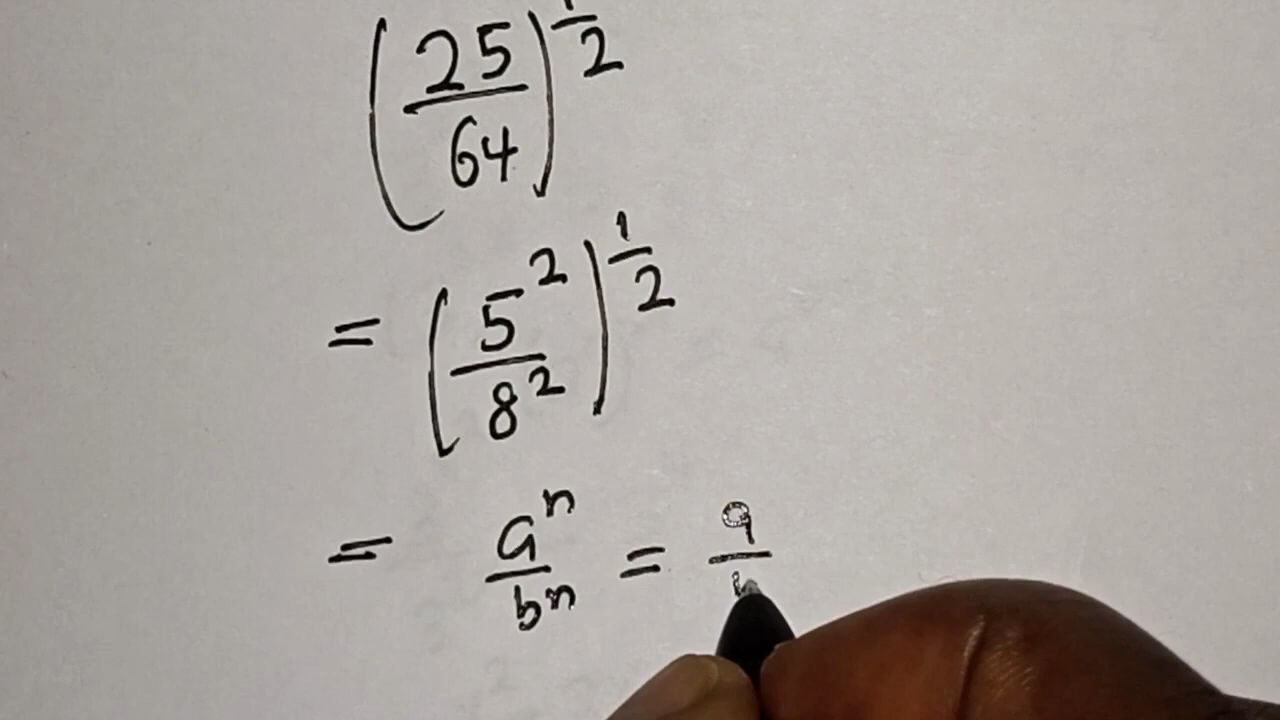 (25/64)^1/2
= (5^2/8^2)^1/2
= a^n/b^n = a/